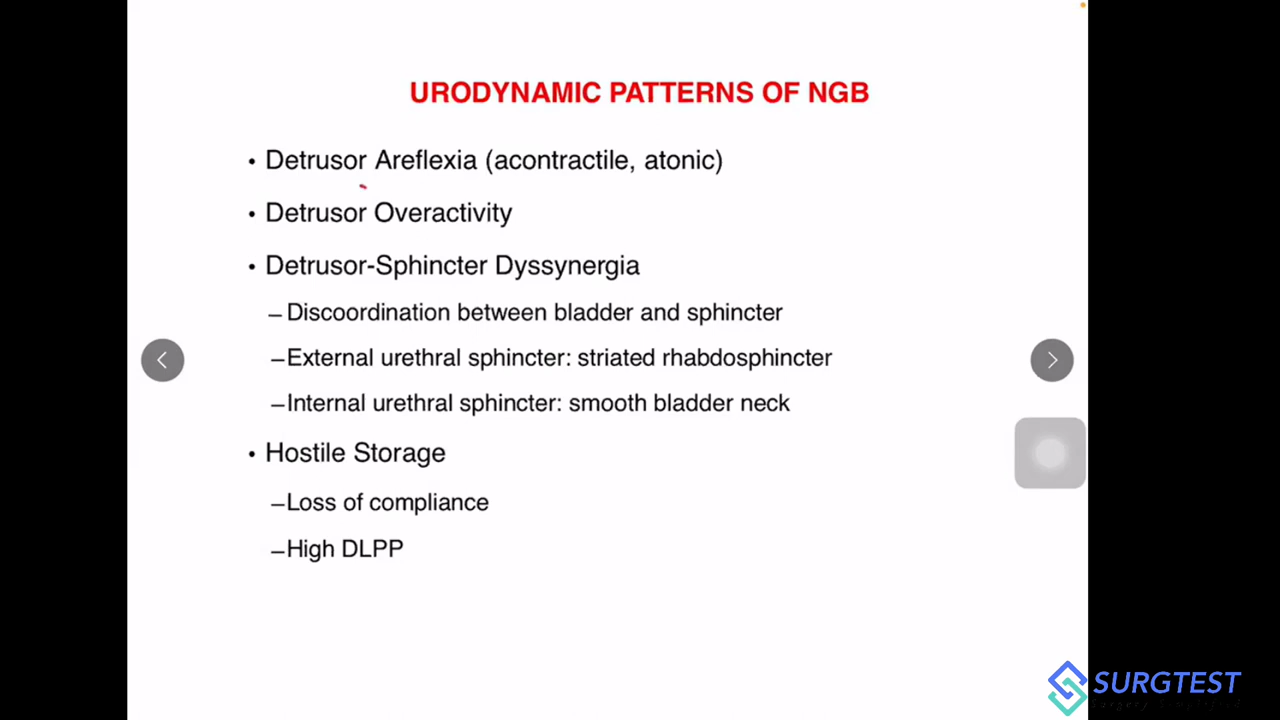 URODYNAMIC PATTERNS OF NGB
• Detrusor Areflexia (acontractile, atonic)
• Detrusor Overactivity
• Detrusor-Sphincter Dyssynergia
– Discoordination between bladder and sphincter
– External urethral sphincter: striated rhabdosphincter
– Internal urethral sphincter: smooth bladder neck
• Hostile Storage
– Loss of compliance
– High DLPP
SURGTEST